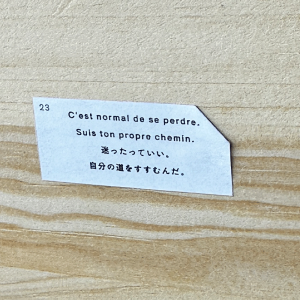 23
C'est normal de se perdre.
Suis ton propre chemin.
迷ったっていい。
自分の道をすすむんだ。